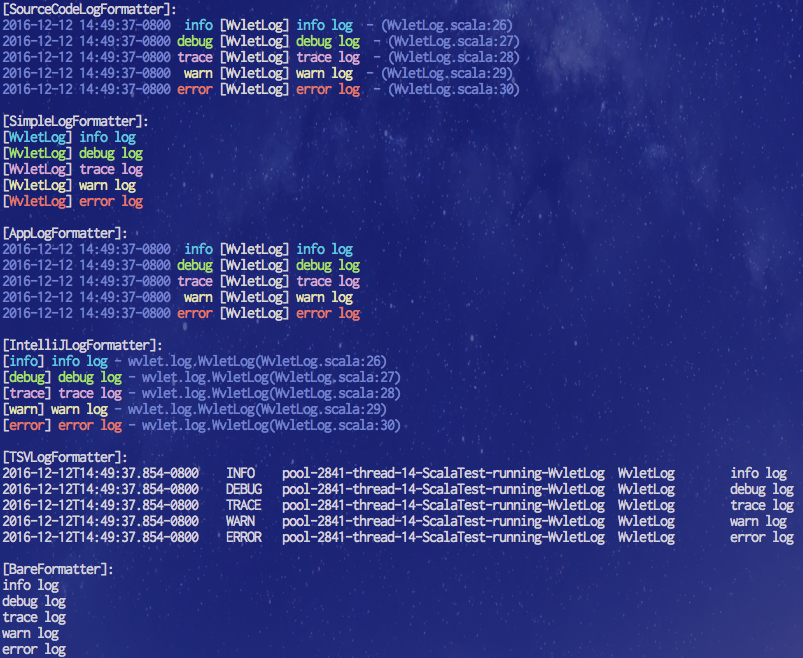 [SourceCodeLogFormatter]:
2016-12-12 14:49:37-0800  info [WvletLog] info log  - (WvletLog.scala:26)
2016-12-12 14:49:37-0800 debug [WvletLog] debug log  - (WvletLog.scala:27)
2016-12-12 14:49:37-0800 trace [WvletLog] trace log  - (WvletLog.scala:28)
2016-12-12 14:49:37-0800  warn [WvletLog] warn log  - (WvletLog.scala:29)
2016-12-12 14:49:37-0800 error [WvletLog] error log  - (WvletLog.scala:30)
[SimpleLogFormatter]:
[WvletLog] info log
[WvletLog] debug log
[WvletLog] trace log
[WvletLog] warn log
[WvletLog] error log
[AppLogFormatter]:
2016-12-12 14:49:37-0800  info [WvletLog] info log
2016-12-12 14:49:37-0800 debug [WvletLog] debug log
2016-12-12 14:49:37-0800 trace [WvletLog] trace log
2016-12-12 14:49:37-0800  warn [WvletLog] warn log
2016-12-12 14:49:37-0800 error [WvletLog] error log
[IntelliJLogFormatter]:
[info] info log - wvlet.log.WvletLog(WvletLog.scala:26)
[debug] debug log - wvlet.log.WvletLog(WvletLog.scala:27)
[trace] trace log - wvlet.log.WvletLog(WvletLog.scala:28)
[warn] warn log - wvlet.log.WvletLog(WvletLog.scala:29)
[error] error log - wvlet.log.WvletLog(WvletLog.scala:30)
[TSVLogFormatter]:
2016-12-12T14:49:37.854-0800	INFO	pool-2841-thread-14-ScalaTest-running-WvletLog	WvletLog	info log
2016-12-12T14:49:37.854-0800	DEBUG	pool-2841-thread-14-ScalaTest-running-WvletLog	WvletLog	debug log
2016-12-12T14:49:37.854-0800	TRACE	pool-2841-thread-14-ScalaTest-running-WvletLog	WvletLog	trace log
2016-12-12T14:49:37.854-0800	WARN	pool-2841-thread-14-ScalaTest-running-WvletLog	WvletLog	warn log
2016-12-12T14:49:37.854-0800	ERROR	pool-2841-thread-14-ScalaTest-running-WvletLog	WvletLog	error log
[BareFormatter]:
info log
debug log
trace log
warn log
error log